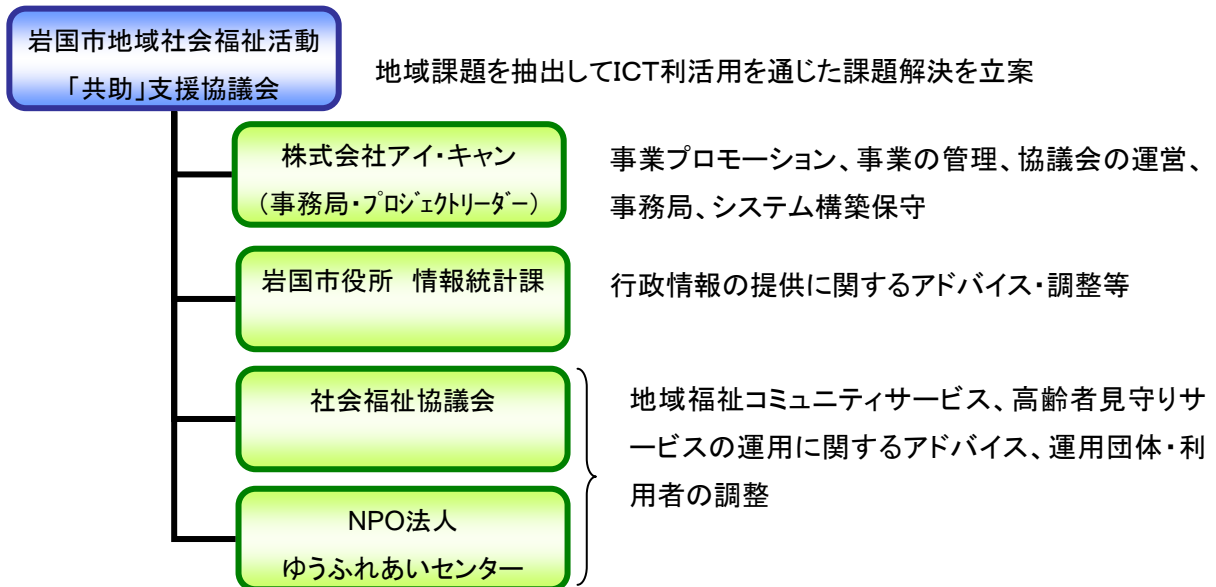 岩国市地域社会福祉活動
「共助」支援協議会
地域課題を抽出してICT利活用を通じた課題解決を立案
株式会社アイ・キャン
（事務局・ﾌﾟﾛｼﾞｪｸﾄﾘｰﾀﾞｰ）
事業プロモーション、事業の管理、協議会の運営、
事務局、システム構築保守
岩国市役所　情報統計課
行政情報の提供に関するアドバイス・調整等
社会福祉協議会
地域福祉コミュニティサービス、高齢者見守りサ
ービスの運用に関するアドバイス、運用団体・利
用者の調整
NPO法人
ゆうふれあいセンター